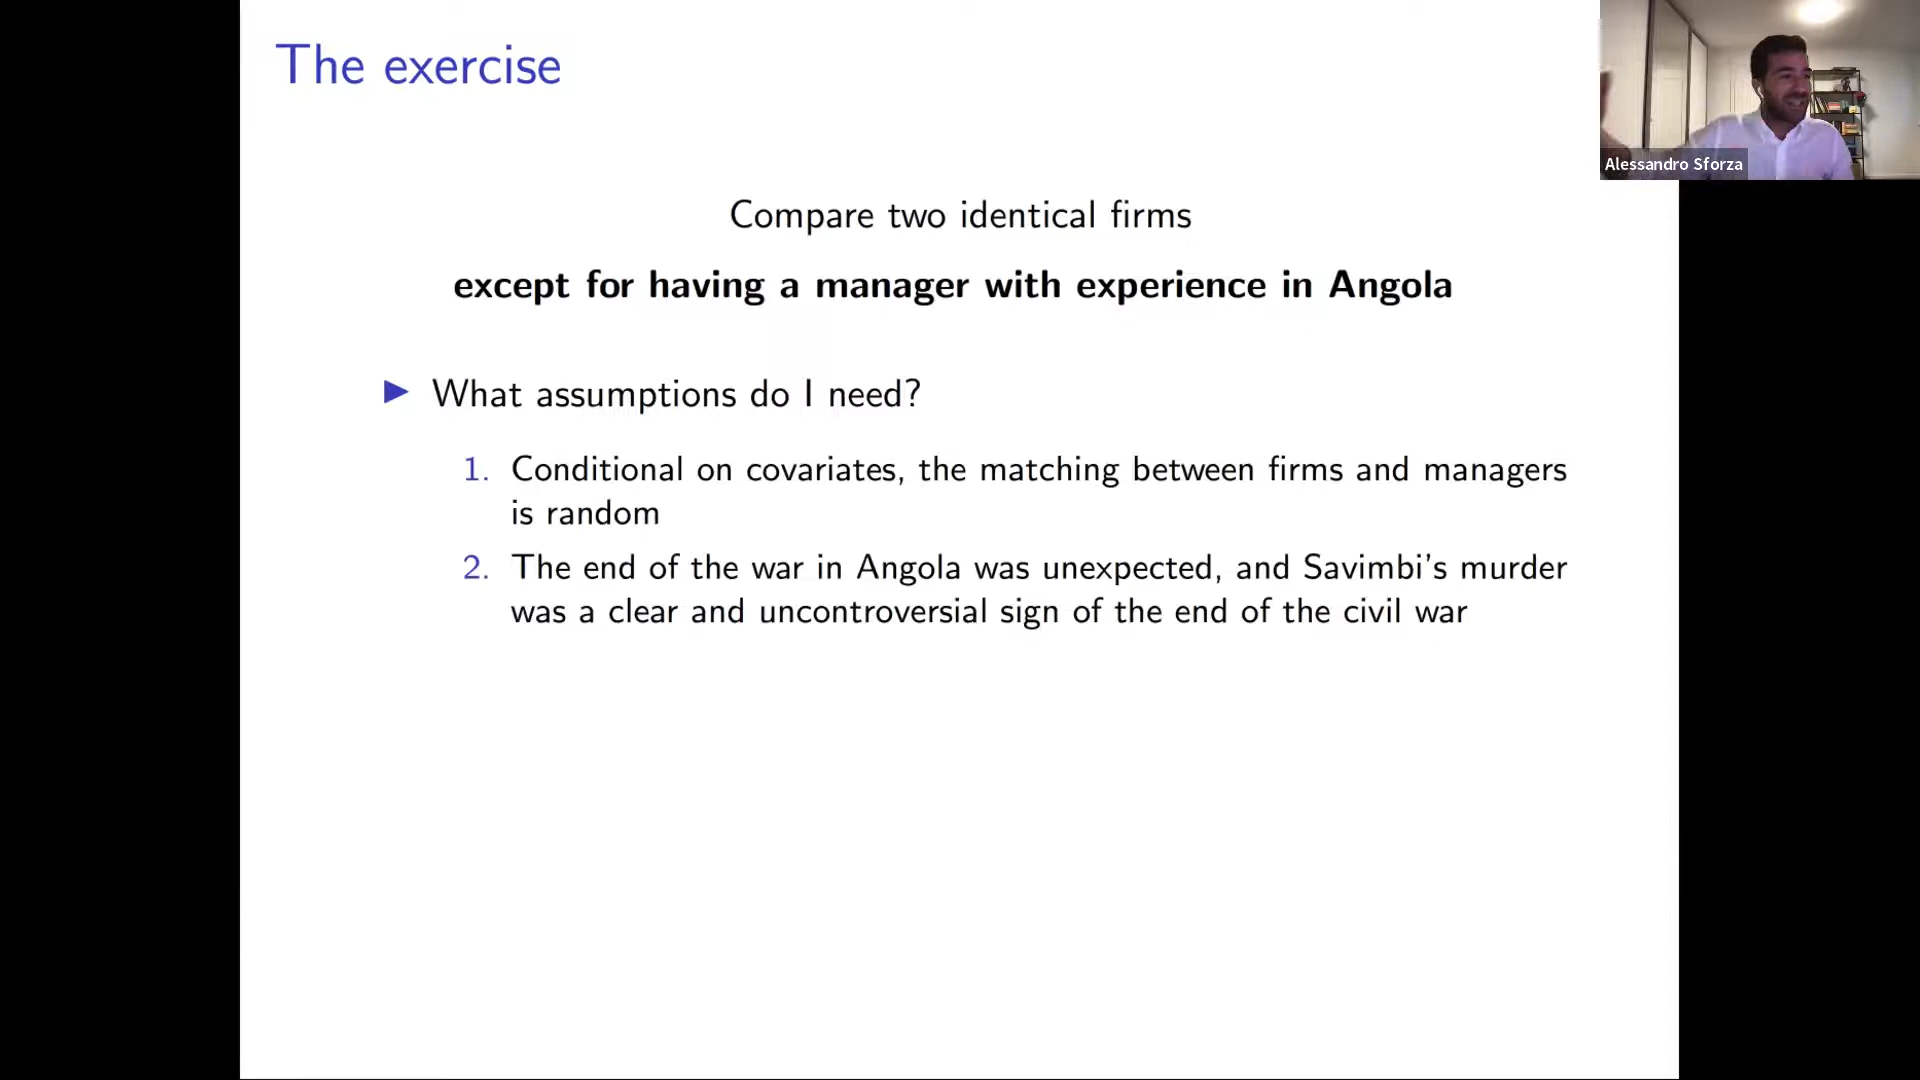 The exercise
Alessandro Sforza
Compare two identical firms
except for having a manager with experience in Angola
What assumptions do I need?
1. Conditional on covariates, the matching between firms and managers
is random
2. The end of the war in Angola was unexpected, and Savimbi's murder
was a clear and uncontroversial sign of the end of the civil war